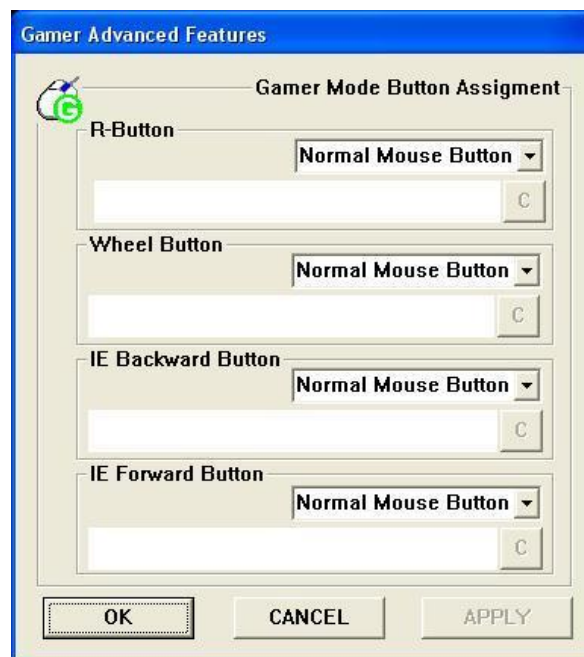 Gamer Advanced Features
Gamer Mode Button Assigment
R-Button
Normal Mouse Button
C
Wheel Button
Normal Mouse Button
C
IE Backward Button
Normal Mouse Button
C
IE Forward Button
Normal Mouse Button
C
OK
CANCEL
APPLY
G